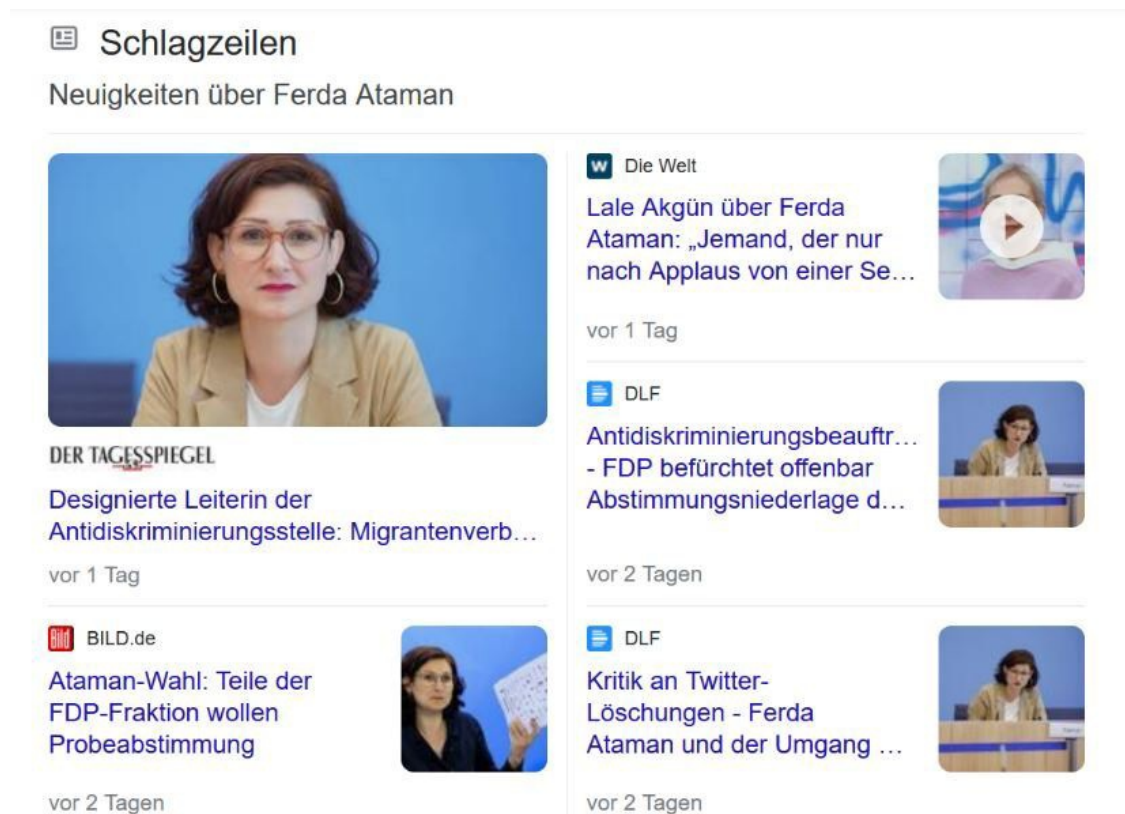 Schlagzeilen
Neuigkeiten über Ferda Ataman
DER TAGESSPIEGEL
Designierte Leiterin der
Antidiskriminierungsstelle: Migrantenverb…
vor 1 Tag
Bild BILD.de
Ataman-Wahl: Teile der
FDP-Fraktion wollen
Probeabstimmung
vor 2 Tagen
W Die Welt
Lale Akgün über Ferda
Ataman: „Jemand, der nur
nach Applaus von einer Se…
vor 1 Tag
DLF
Antidiskriminierungsbeauftr…
- FDP befürchtet offenbar
Abstimmungsniederlage d…
vor 2 Tagen
DLF
Kritik an Twitter-
Löschungen - Ferda
Ataman und der Umgang …
vor 2 Tagen